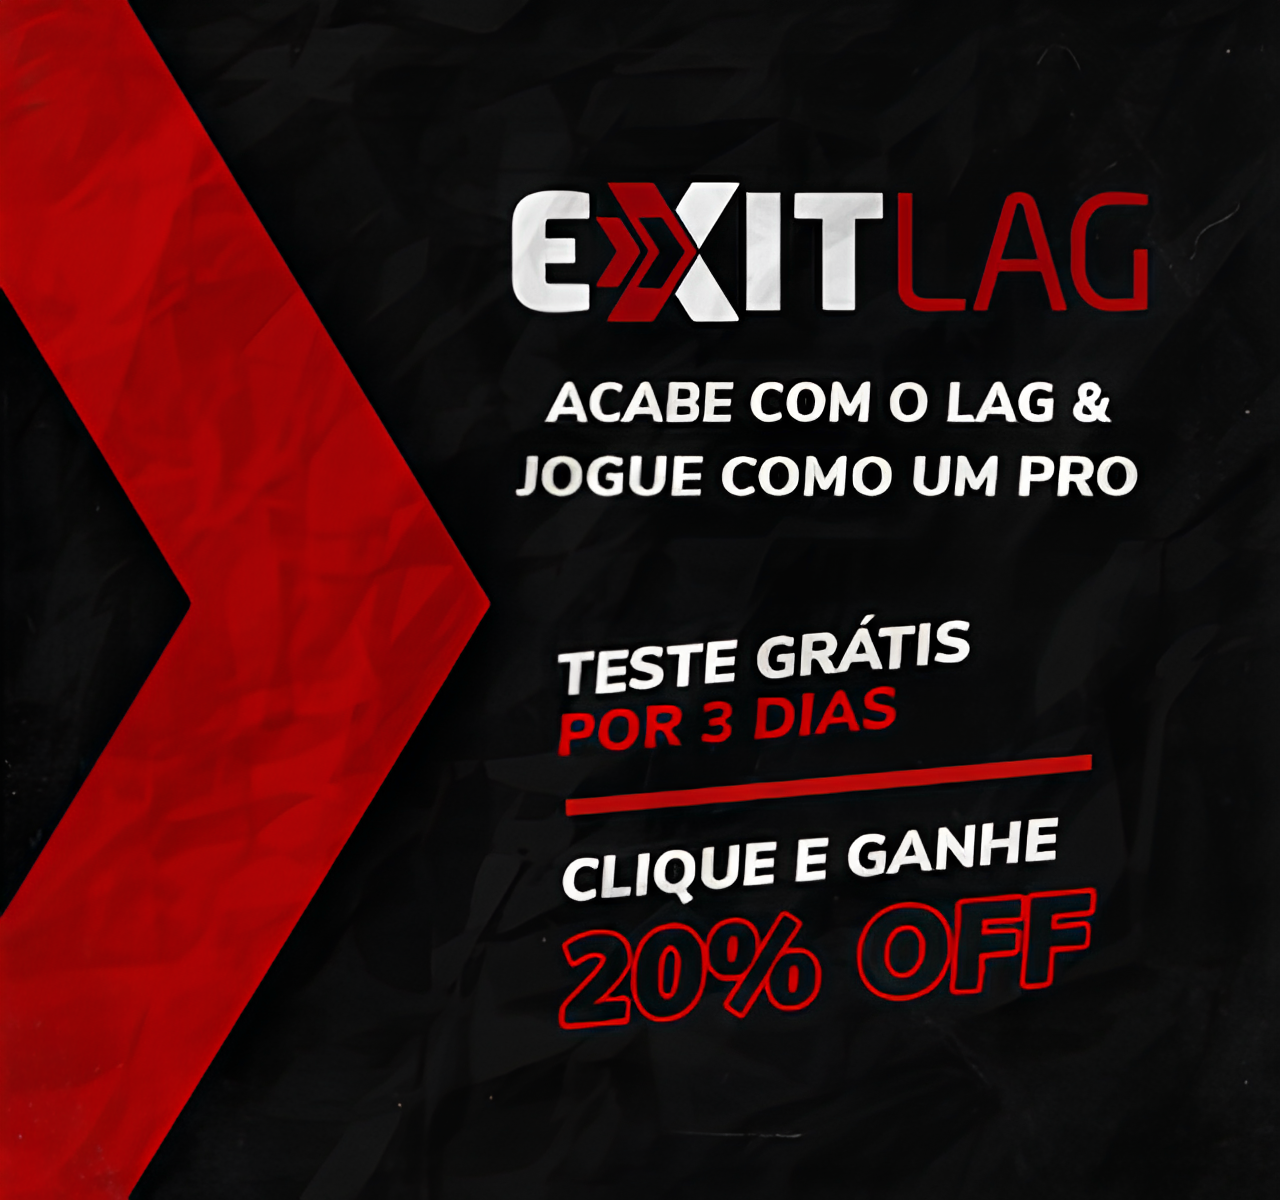 EXITLAG
ACABE COM O LAG &
JOGUE COMO UM PRO
TESTE GRÁTIS
POR 3 DIAS
CLIQUE E GANHE
20% OFF